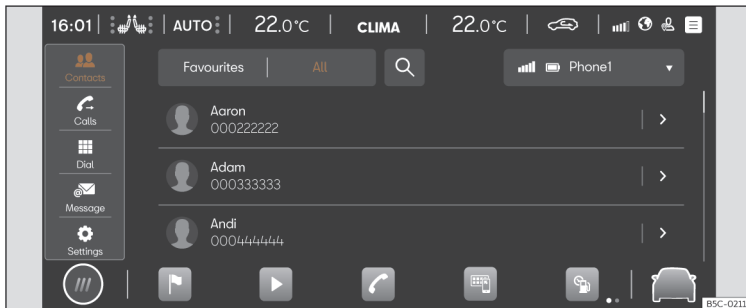 16:01 AUTO 22.0°C CLIMA 22.0°C
Contacts
Calls
Dial
Message
Settings
Favourites All
Phone1
Aaron
000222222
Adam
000333333
Andi
000444444
B5C-0211